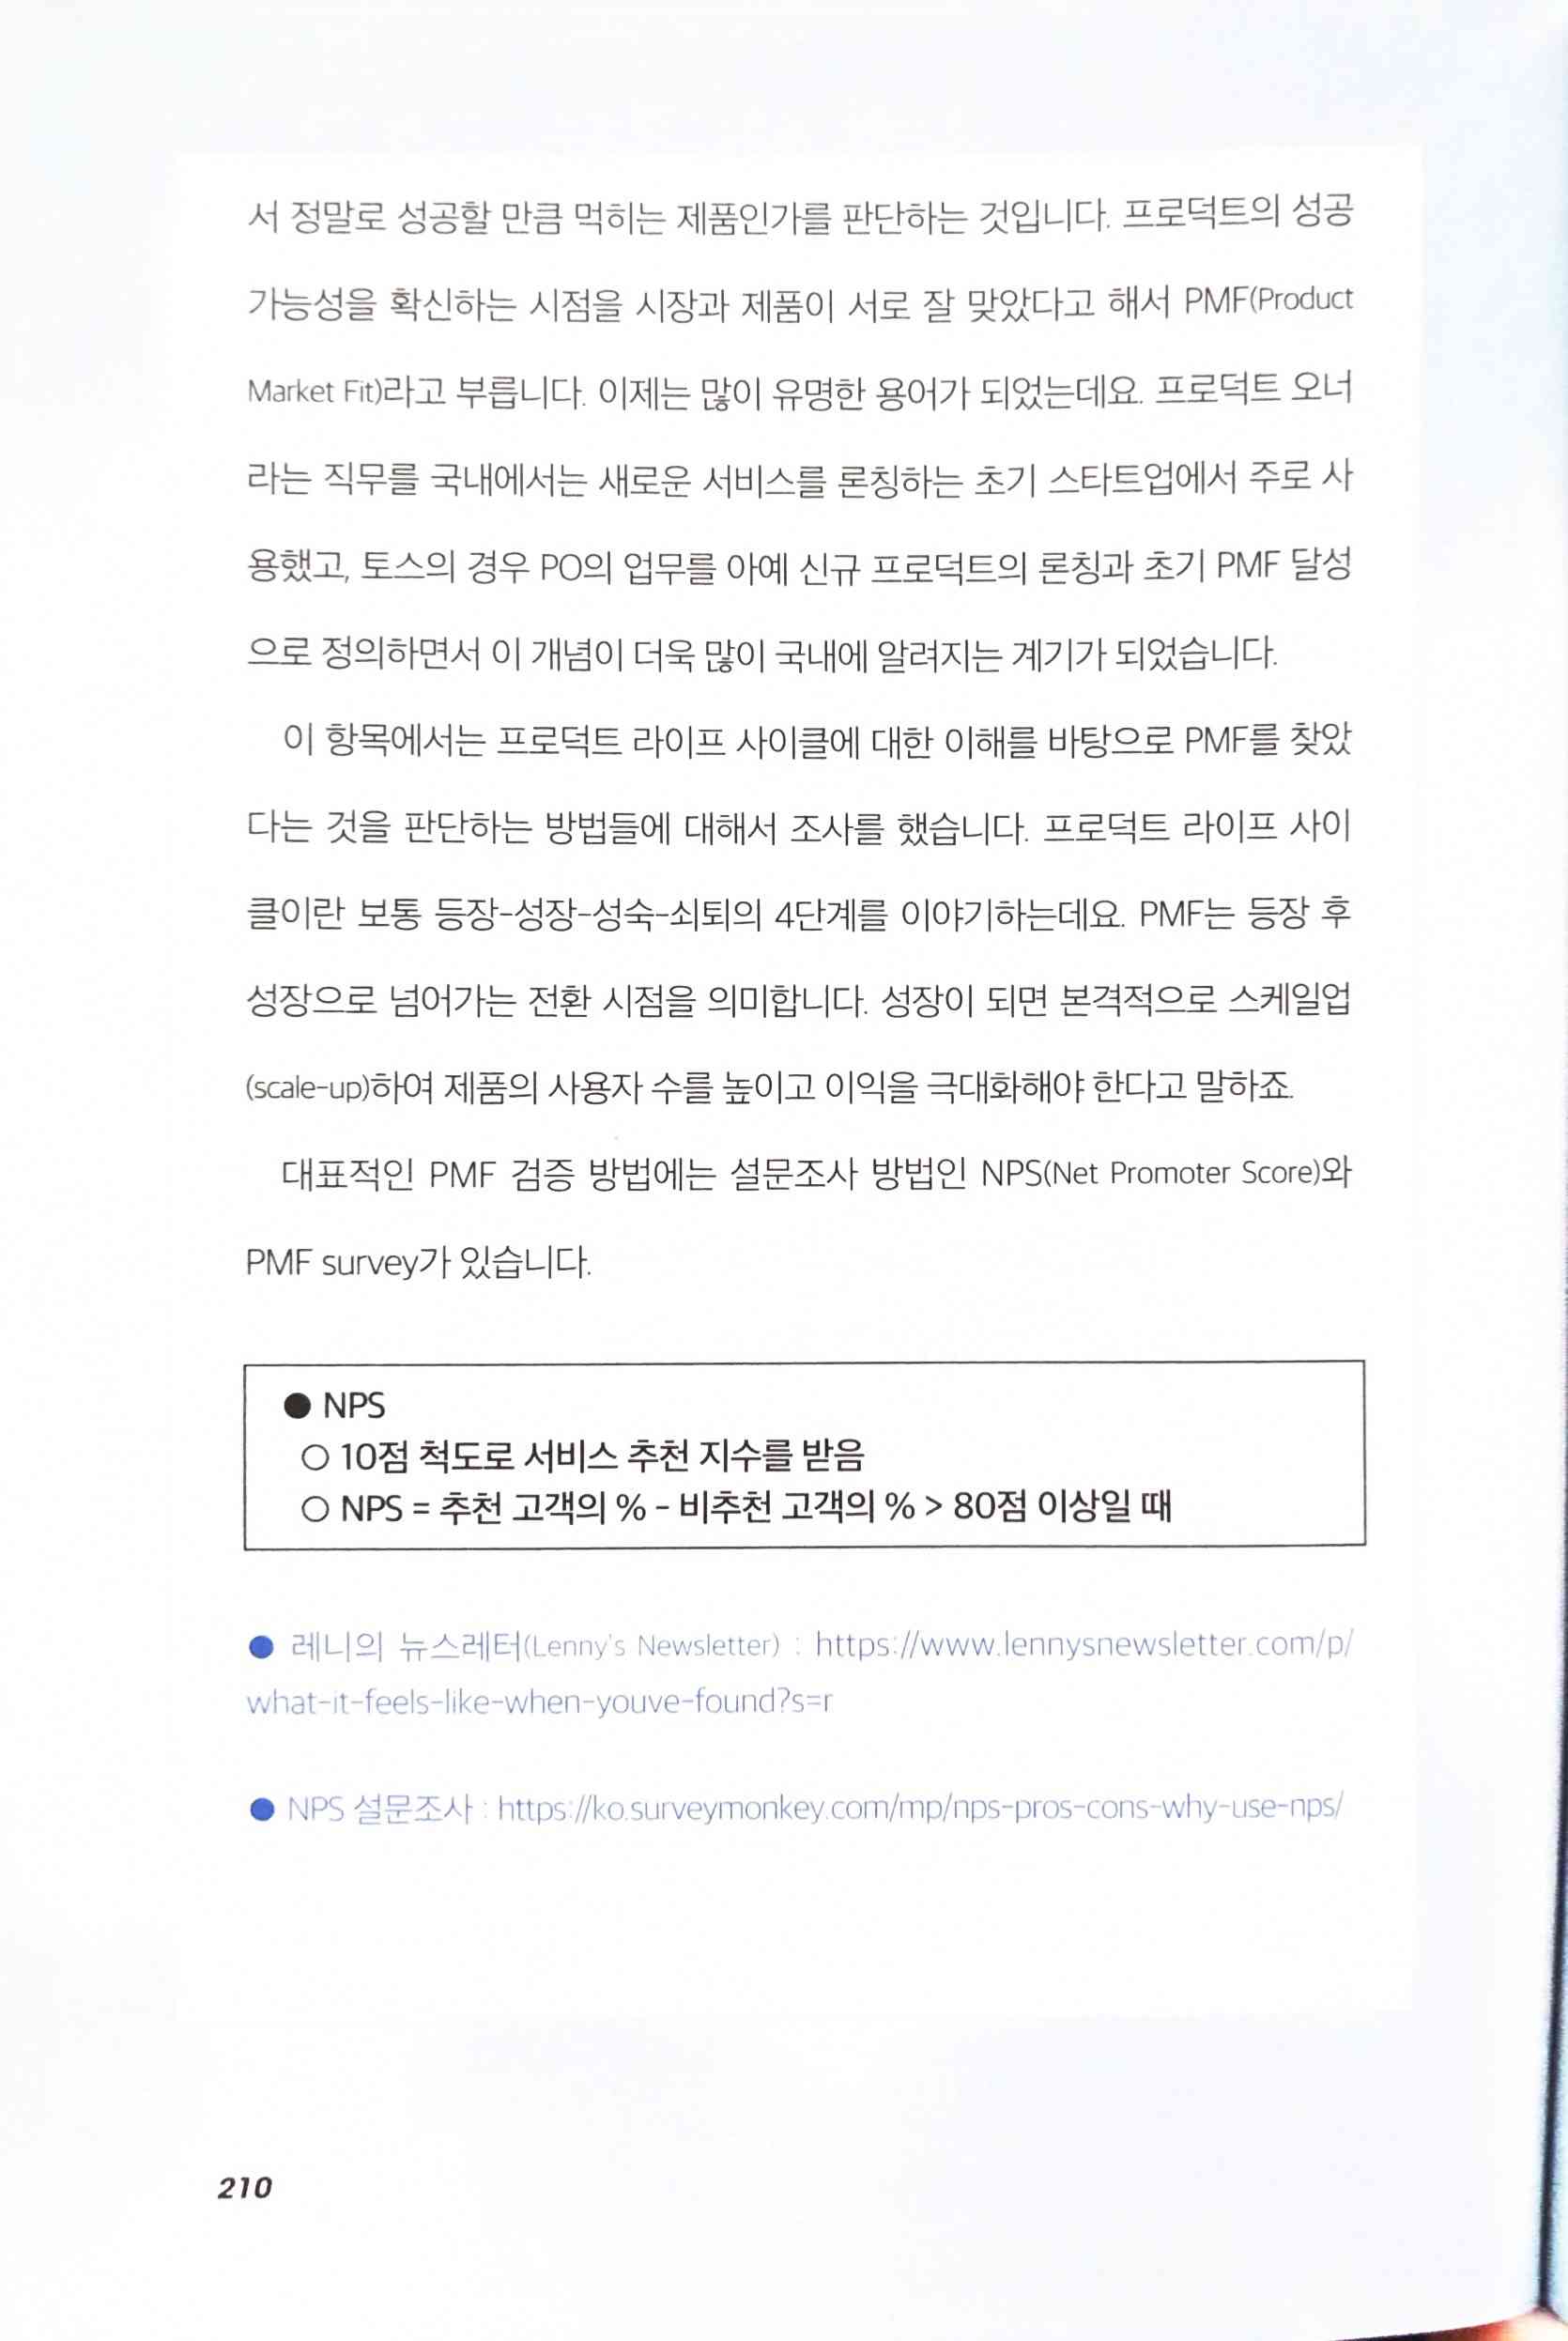 서 정말로 성공할 만큼 먹히는 제품인가를 판단하는 것입니다. 프로덕트의 성공
가능성을 확신하는 시점을 시장과 제품이 서로 잘 맞았다고 해서 PMF(Product
Market Fit)라고 부릅니다. 이제는 많이 유명한 용어가 되었는데요. 프로덕트 오너
라는 직무를 국내에서는 새로운 서비스를 론칭하는 초기 스타트업에서 주로 사
용했고, 토스의 경우 PO의 업무를 아예 신규 프로덕트의 론칭과 초기 PMF 달성
으로 정의하면서 이 개념이 더욱 많이 국내에 알려지는 계기가 되었습니다.
이 항목에서는 프로덕트 라이프 사이클에 대한 이해를 바탕으로 PMF를 찾았
다는 것을 판단하는 방법들에 대해서 조사를 했습니다. 프로덕트 라이프 사이
클이란 보통 등장-성장-성숙-쇠퇴의 4단계를 이야기하는데요. PMF는 등장 후
성장으로 넘어가는 전환 시점을 의미합니다. 성장이 되면 본격적으로 스케일업
(scale-up)하여 제품의 사용자 수를 높이고 이익을 극대화해야 한다고 말하죠.
대표적인 PMF 검증 방법에는 설문조사 방법인 NPS(Net Promoter Score)와
PMF survey가 있습니다.
● NPS
○ 10점 척도로 서비스 추천 지수를 받음
○ NPS = 추천 고객의 % - 비추천 고객의 % > 80점 이상일 때
● 레니의 뉴스레터(Lenny's Newsletter) : https://www.lennysnewsletter.com/p/
what-it-feels-like-when-youve-found?s=r
● NPS 설문조사 : https://ko.surveymonkey.com/mp/nps-pros-cons-why-use-nps/
210